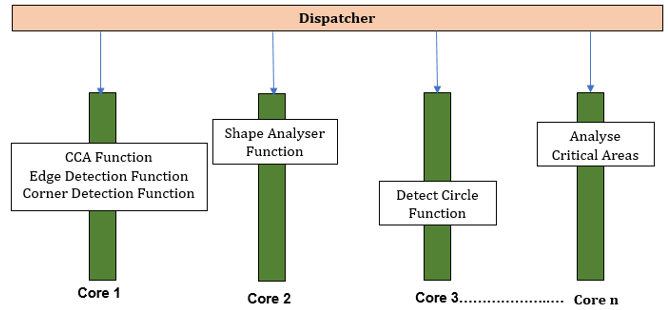 Dispatcher
CCA Function
Edge Detection Function
Corner Detection Function
Shape Analyser
Function
Detect Circle
Function
Analyse
Critical Areas
Core 1
Core 2
Core 3..................... Core n